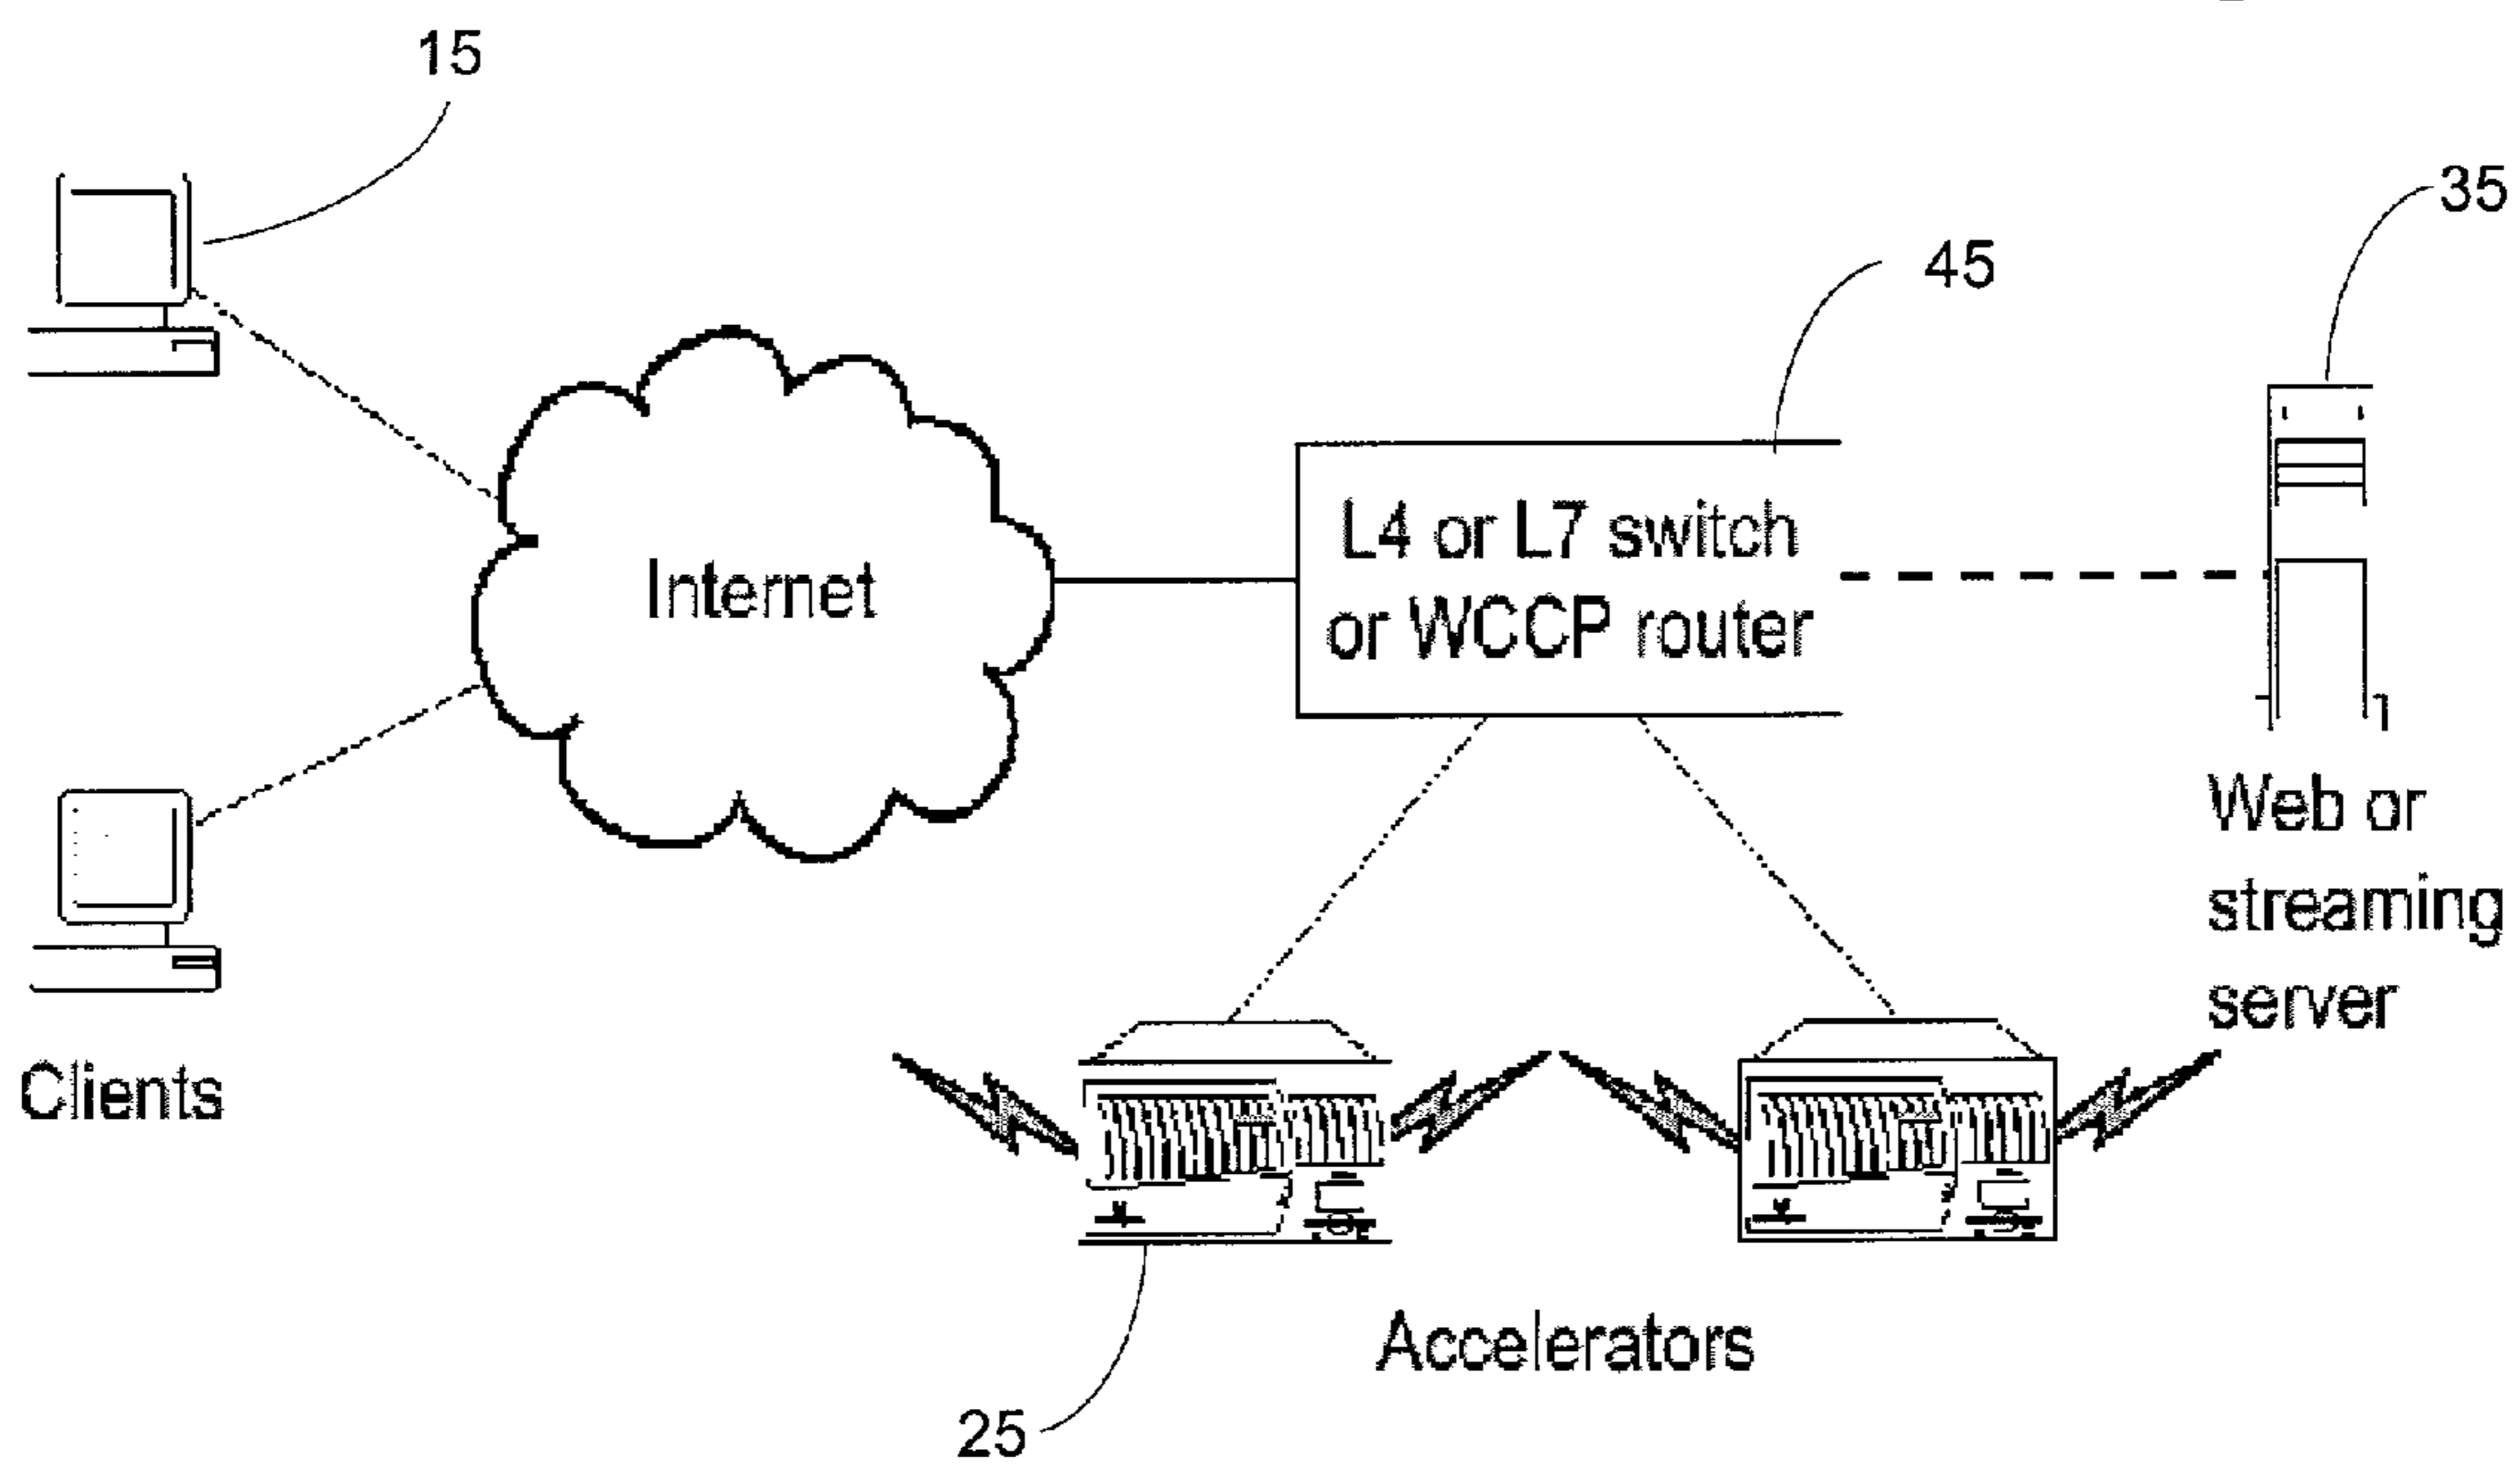 15
35
45
L4 or L7 switch
or WCCP router
Internet
Web or
streaming
server
Clients
Accelerators
25